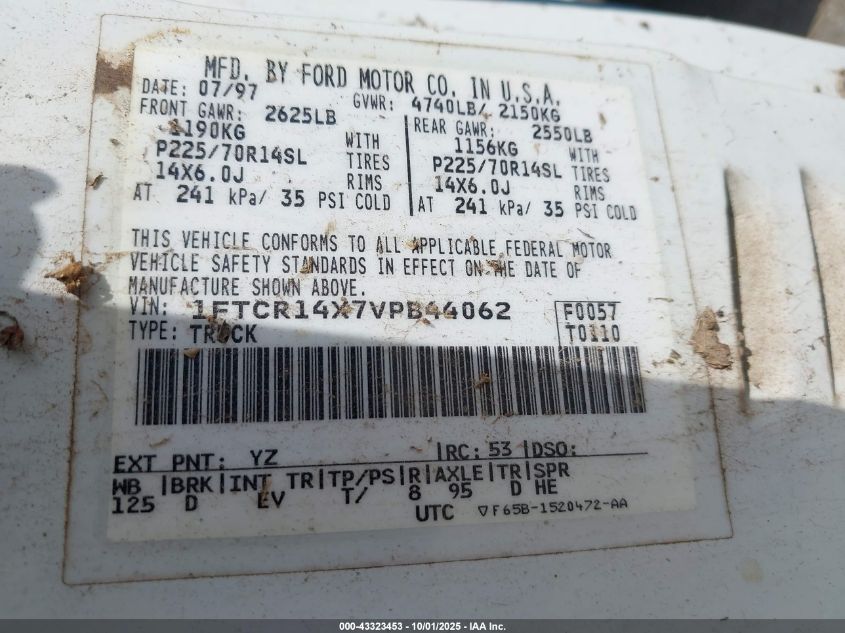 MFD. BY FORD MOTOR CO. IN U.S.A.
DATE: 07/97 GVWR: 4740LB/ 2150KG
FRONT GAWR: 2625LB REAR GAWR: 2550LB
1190KG WITH 1156KG WITH
P225/70R14SL TIRES P225/70R14SL TIRES
14X6.0J RIMS 14X6.0J RIMS
AT 241 kPa/ 35 PSI COLD AT 241 kPa/ 35 PSI COLD
THIS VEHICLE CONFORMS TO ALL APPLICABLE FEDERAL MOTOR
VEHICLE SAFETY STANDARDS IN EFFECT ON THE DATE OF
MANUFACTURE SHOWN ABOVE.
VIN: 1FTCR14X7VPB44062 F0057
TYPE: TRUCK T0110
EXT PNT: YZ RC: 53 DSO:
WB BRK INT TR TP/PS R AXLE TR SPR
125 D EV T/ 8 95 D HE
UTC ▽F65B-1520472-AA
000-43323453 - 10/01/2025 - IAA Inc.